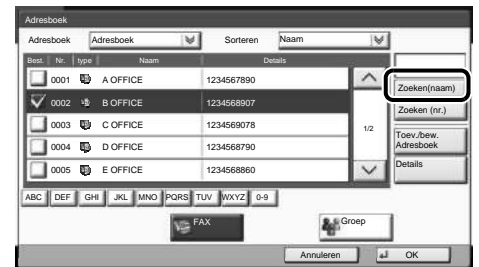 Adresboek
Adresboek Adresboek Sorteren Naam
Best. Nr. type Naam Details
0001 A OFFICE 1234567890
0002 B OFFICE 1234568907
0003 C OFFICE 1234569078
0004 D OFFICE 1234568790
0005 E OFFICE 1234568860
1/2
Zoeken(naam)
Zoeken (nr.)
Toev./bew.
Adresboek
Details
ABC DEF GHI JKL MNO PQRS TUV WXYZ 0-9
FAX Groep
Annuleren OK